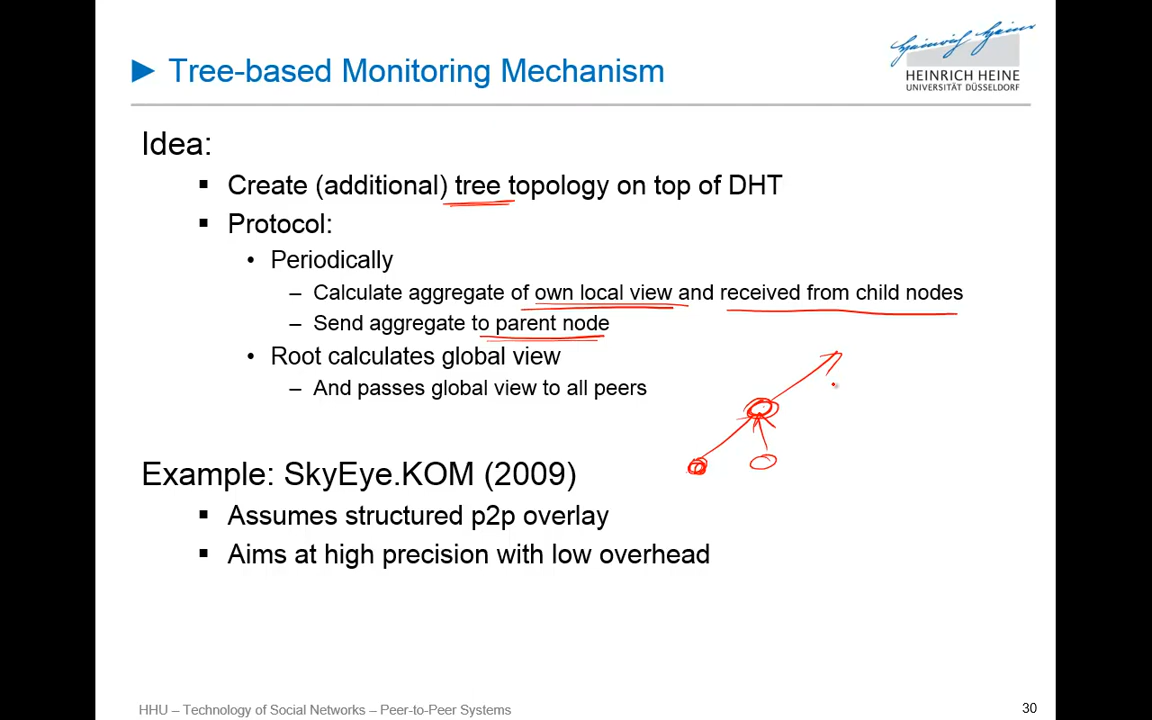 Tree-based Monitoring Mechanism
Heinrich Heine
HEINRICH HEINE
UNIVERSITÄT DÜSSELDORF
Idea:
▪ Create (additional) tree topology on top of DHT
▪ Protocol:
• Periodically
– Calculate aggregate of own local view and received from child nodes
– Send aggregate to parent node
• Root calculates global view
– And passes global view to all peers
Example: SkyEye.KOM (2009)
▪ Assumes structured p2p overlay
▪ Aims at high precision with low overhead
HHU – Technology of Social Networks – Peer-to-Peer Systems
30